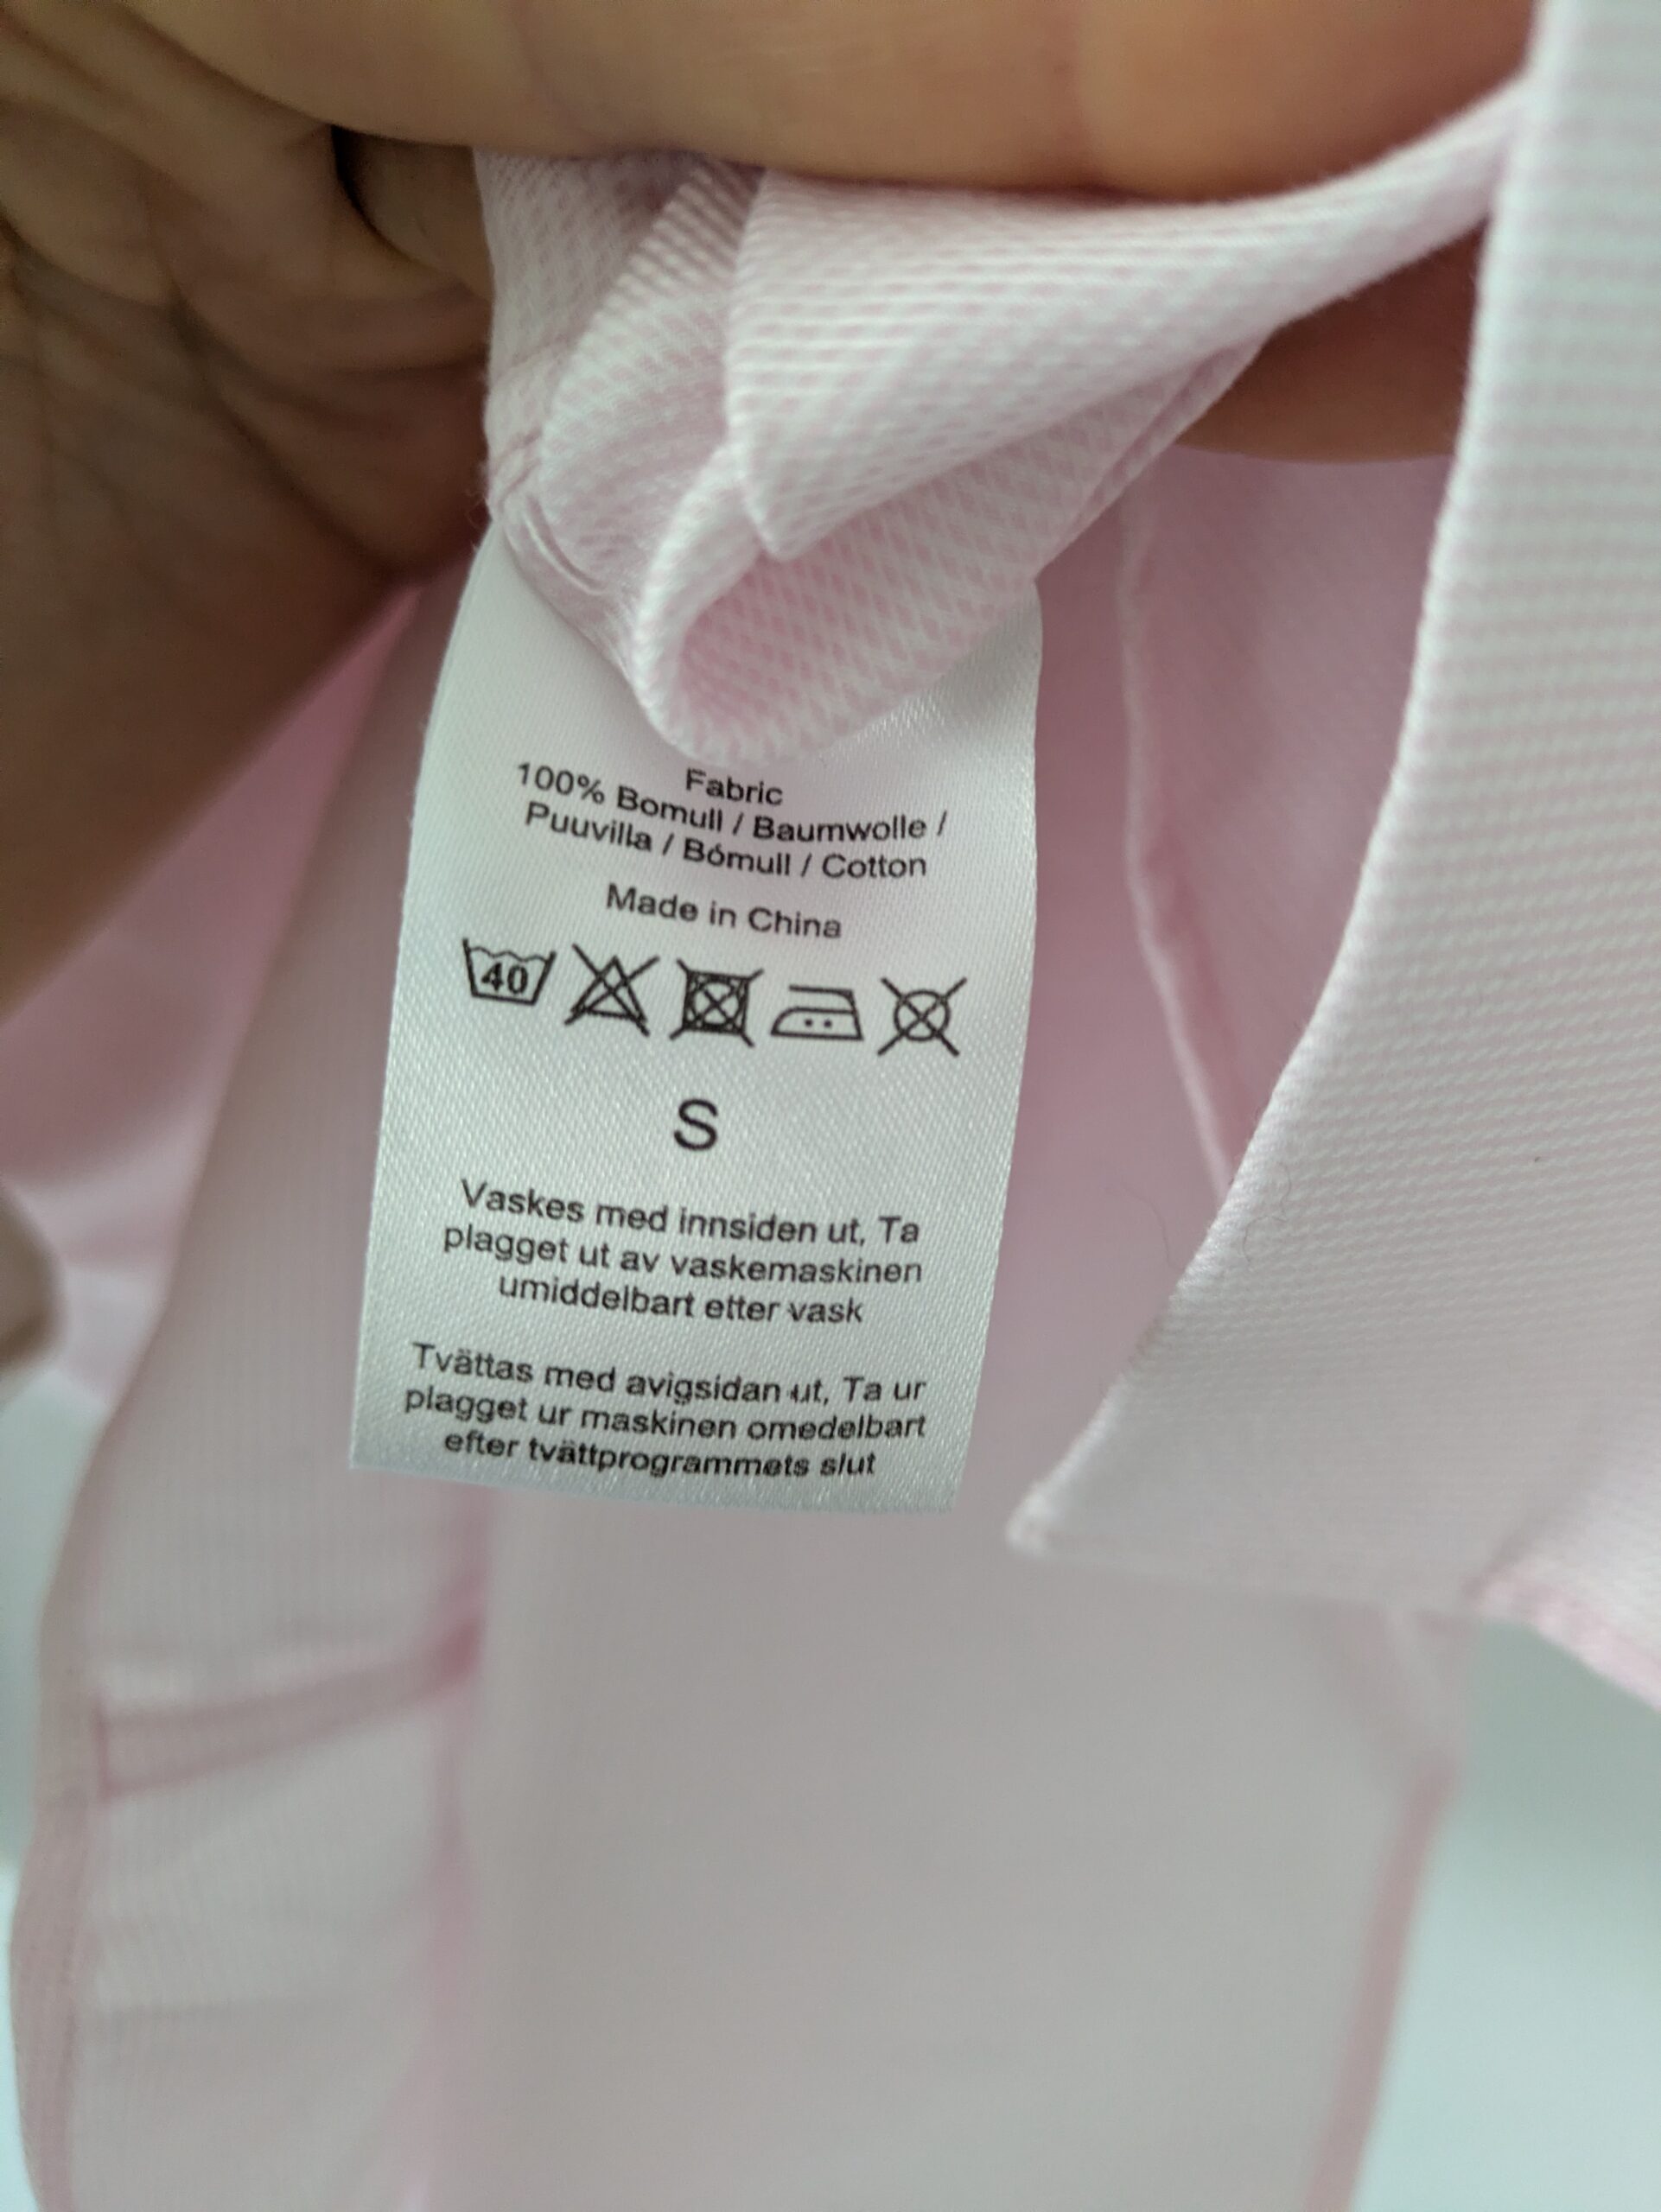 Fabric
100% Bomull / Baumwolle /
Puuvilla / Bómull / Cotton
Made in China
40
S
Vaskes med innsiden ut, Ta
plagget ut av vaskemaskinen
umiddelbart etter vask
Tvättas med avigsidan ut, Ta ur
plagget ur maskinen omedelbart
efter tvättprogrammets slut